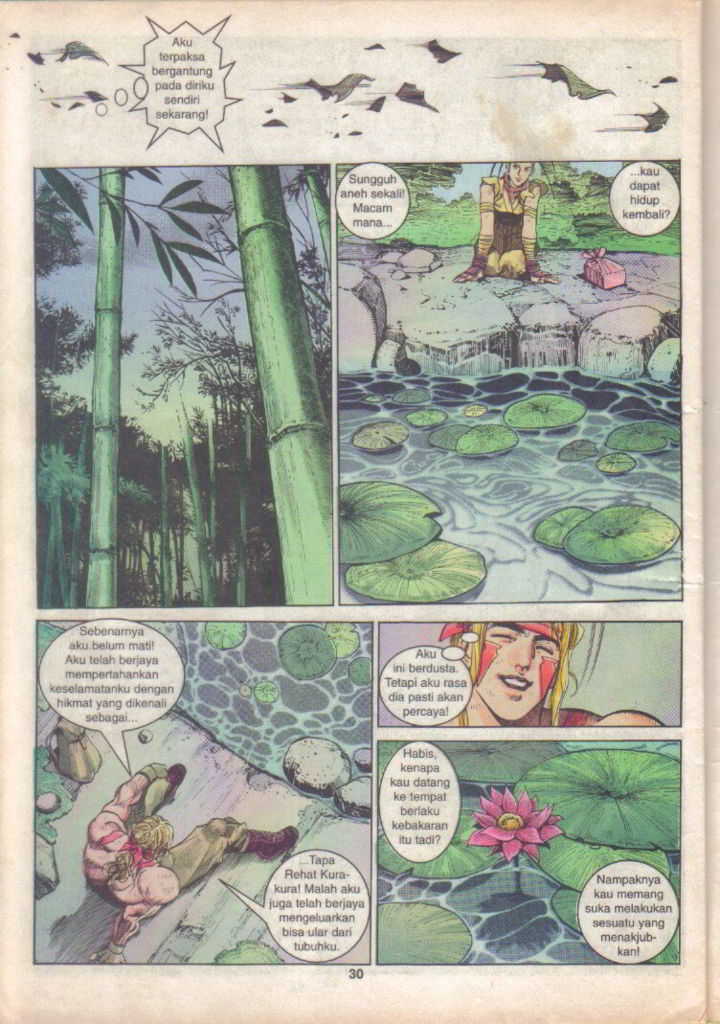 Aku
terpaksa
bergantung
pada diriku
sendiri
sekarang!
Sungguh
aneh sekali!
Macam
mana...
...kau
dapat
hidup
kembali?
Sebenarnya
aku belum mati!
Aku telah berjaya
mempertahankan
keselamatanku dengan
hikmat yang dikenali
sebagai...
...Tapa
Rehat Kura-
kura! Malah aku
juga telah berjaya
mengeluarkan
bisa ular dari
tubuhku.
Aku
ini berdusta.
Tetapi aku rasa
dia pasti akan
percaya!
Habis,
kenapa
kau datang
ke tempat
berlaku
kebakaran
itu tadi?
Nampaknya
kau memang
suka melakukan
sesuatu yang
menakjub-
kan!
30